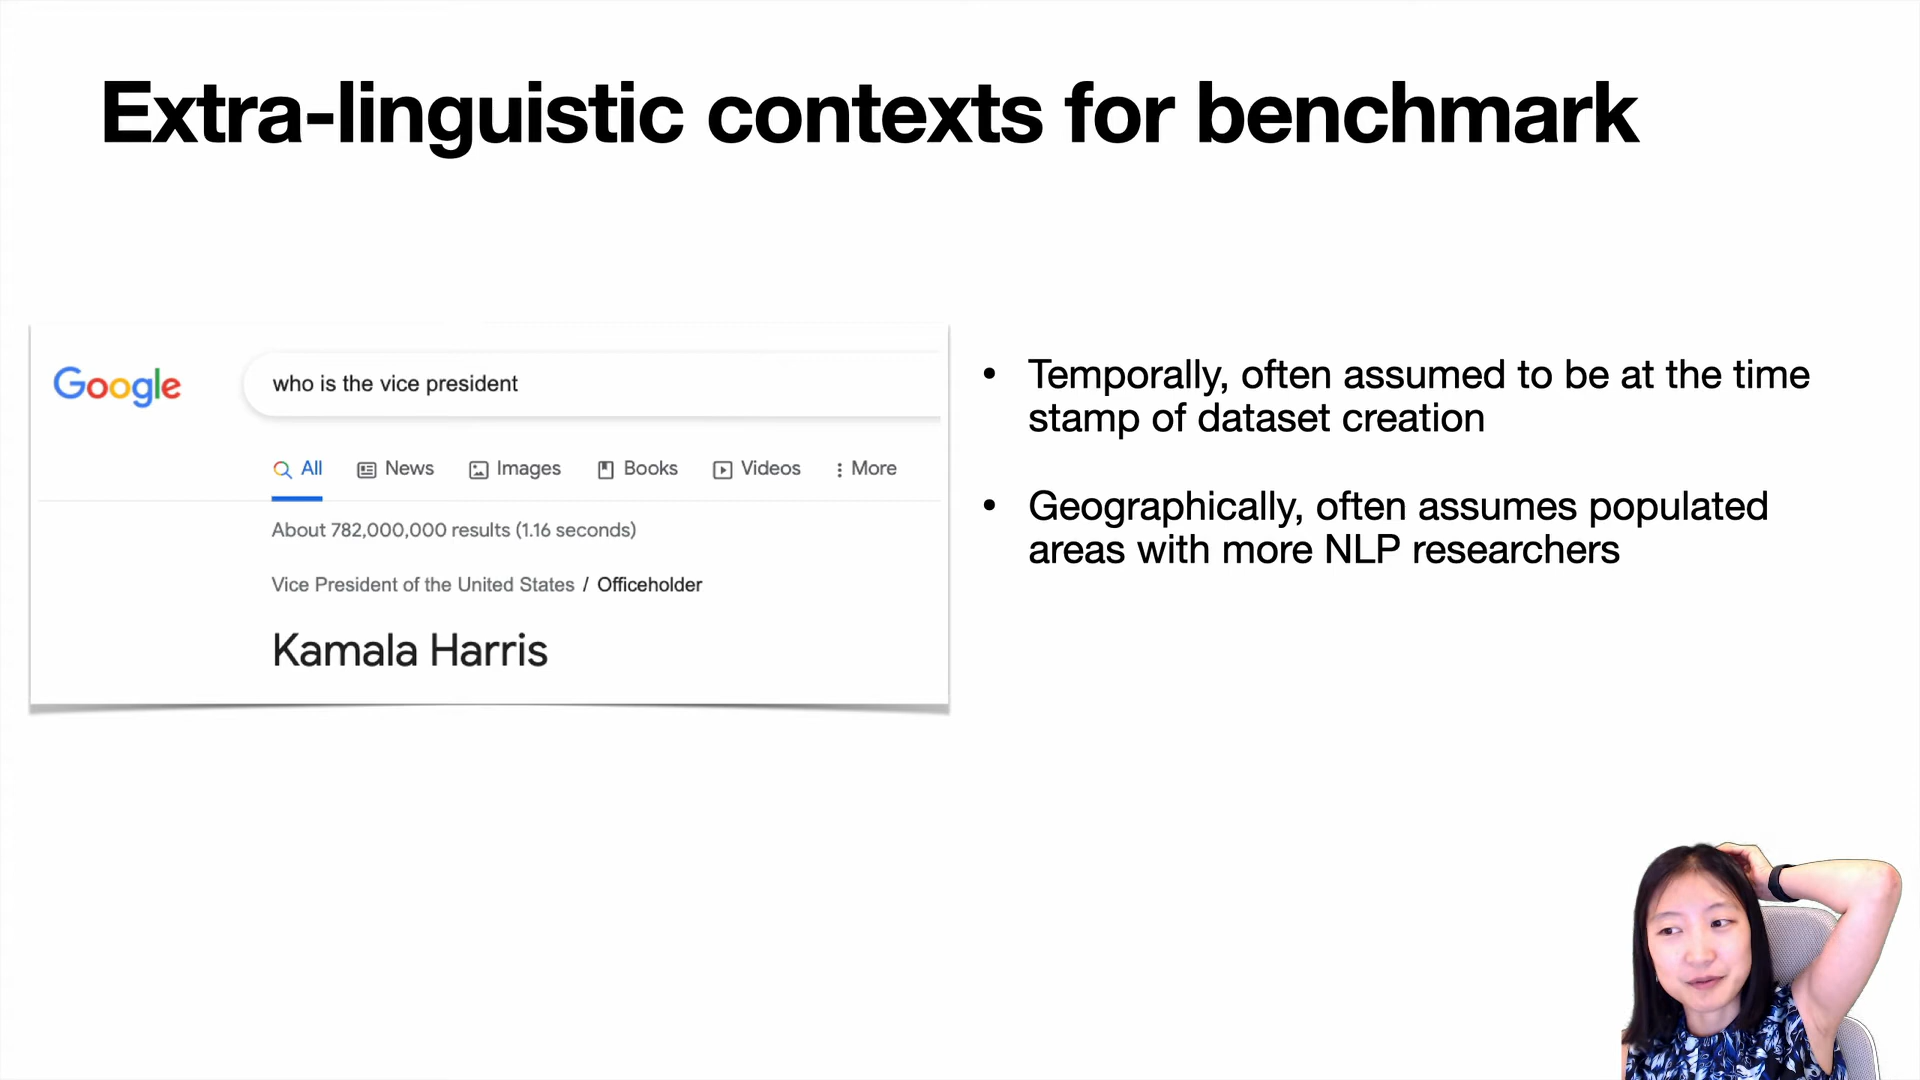 Extra-linguistic contexts for benchmark
Google
who is the vice president
All News Images Books Videos More
About 782,000,000 results (1.16 seconds)
Vice President of the United States / Officeholder
Kamala Harris
• Temporally, often assumed to be at the time
stamp of dataset creation
• Geographically, often assumes populated
areas with more NLP researchers